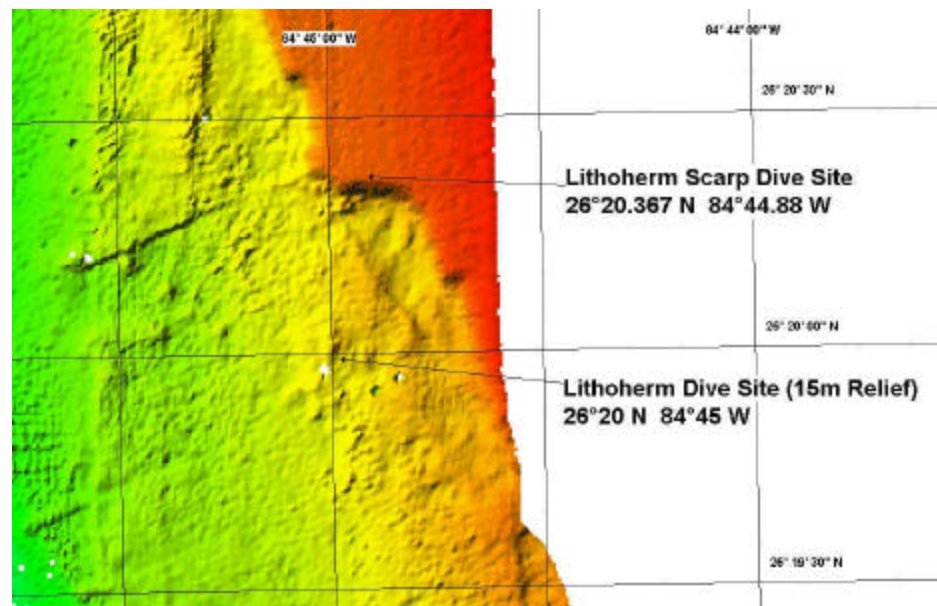 84° 45' 00" W
84° 44' 00" W
26° 20' 30" N
Lithoherm Scarp Dive Site
26°20.367 N 84°44.88 W
26° 20' 00" N
Lithoherm Dive Site (15m Relief)
26°20 N 84°45 W
26° 19' 30" N